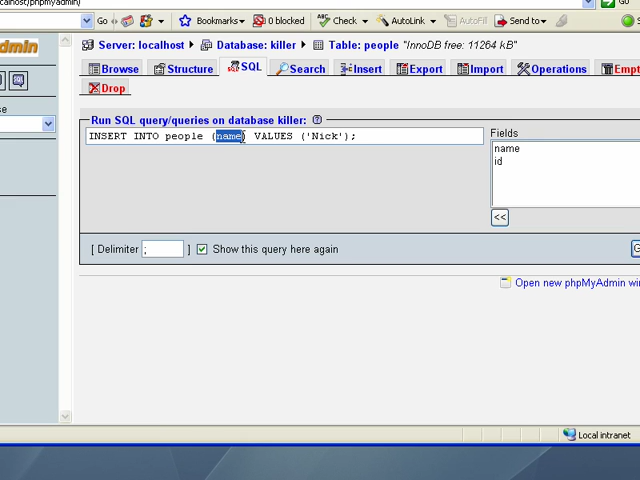 calhost/phpmyadmin/
Go
Bookmarks
0 blocked
Check
AutoLink
AutoFill
Send to
Go
S
dmin
Server: localhost
Database: killer
Table: people "InnoDB free: 11264 kB"
Browse
Structure
SQL
Search
Insert
Export
Import
Operations
Empt
Drop
SQL
se
Run SQL query/queries on database killer:
INSERT INTO people (name) VALUES ('Nick');
Fields
name
id
<<
[ Delimiter ; ]
Show this query here again
G
Open new phpMyAdmin win
Local intranet